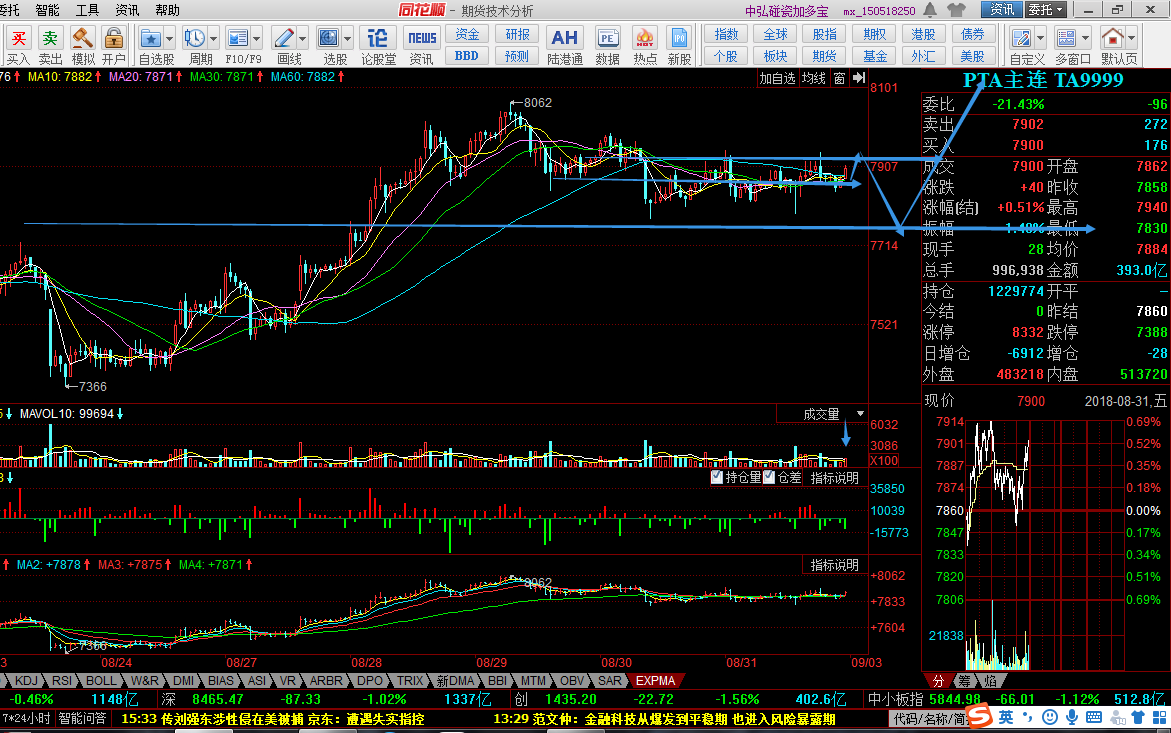 委托 智能 工具 资讯 帮助 同花顺 - 期货技术分析 中弘碰瓷加多宝 mx_150518250 资讯 委托
买 卖 论 NEWS 资金 研报 AH PE HOT 指数 全球 股指 期权 港股 债券
买入 卖出 模拟 开户 自选股 周期 F10/F9 画线 选股 论股堂 资讯 BBD 预测 陆港通 数据 热点 新股 个股 板块 期货 基金 外汇 美股 自定义 多窗口 默认页
76 MA10: 7882 MA20: 7871 MA30: 7871 MA60: 7882 加自选 均线 窗
8101
7907
7714
7521
8062
7366
PTA主连 TA9999
委比 -21.43% -96
卖出 7902 272
买入 7900 176
成交 7900 开盘 7862
涨跌 +40 昨收 7858
涨幅(结) +0.51% 最高 7940
振幅 1.40% 最低 7830
现手 28 均价 7884
总手 996,938 金额 393.0亿
持仓 1229774 开平 -
今结 0 昨结 7860
涨停 8332 跌停 7388
日增仓 -6912 增仓 -28
外盘 483218 内盘 513720
现价 7900 2018-08-31,五
7914 0.69%
7901 0.52%
7887 0.35%
7874 0.18%
7860 0.00%
7847 0.17%
7833 0.34%
7820 0.51%
7806 0.69%
21838
分 筹 焰
MAVOL10: 99694 成交量
6032
3086
X100
持仓量 仓差 指标说明
35850
10039
-15773
MA2: +7878 MA3: +7875 MA4: +7871 指标说明
+8062
+7833
+7604
8062
7366
3 08/24 08/27 08/28 08/29 08/30 08/31 09/03
KDJ RSI BOLL W&R DMI BIAS ASI VR ARBR DPO TRIX 新DMA BBI MTM OBV SAR EXPMA
-0.46% 1148亿 深 8465.47 -87.33 -1.02% 1337亿 创 1435.20 -22.72 -1.56% 402.6亿 中小板指 5844.98 -66.01 -1.12% 512.8亿
7*24小时 智能问答 15:33 传刘强东涉性侵在美被捕 京东：遭遇失实指控 13:29 范文仲：金融科技从爆发到平稳期 也进入风险暴露期 代码/名称/简 S 英